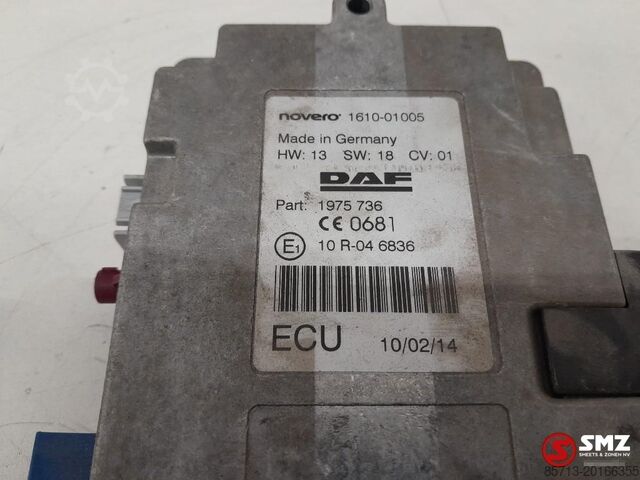 novero 1610-01005
Made in Germany
HW: 13 SW: 18 CV: 01
DAF
Part: 1975 736
CE 0681
E1 10 R-04 6836
ECU 10/02/14
SMZ
SMEETS & ZONEN NV
85713-20166355